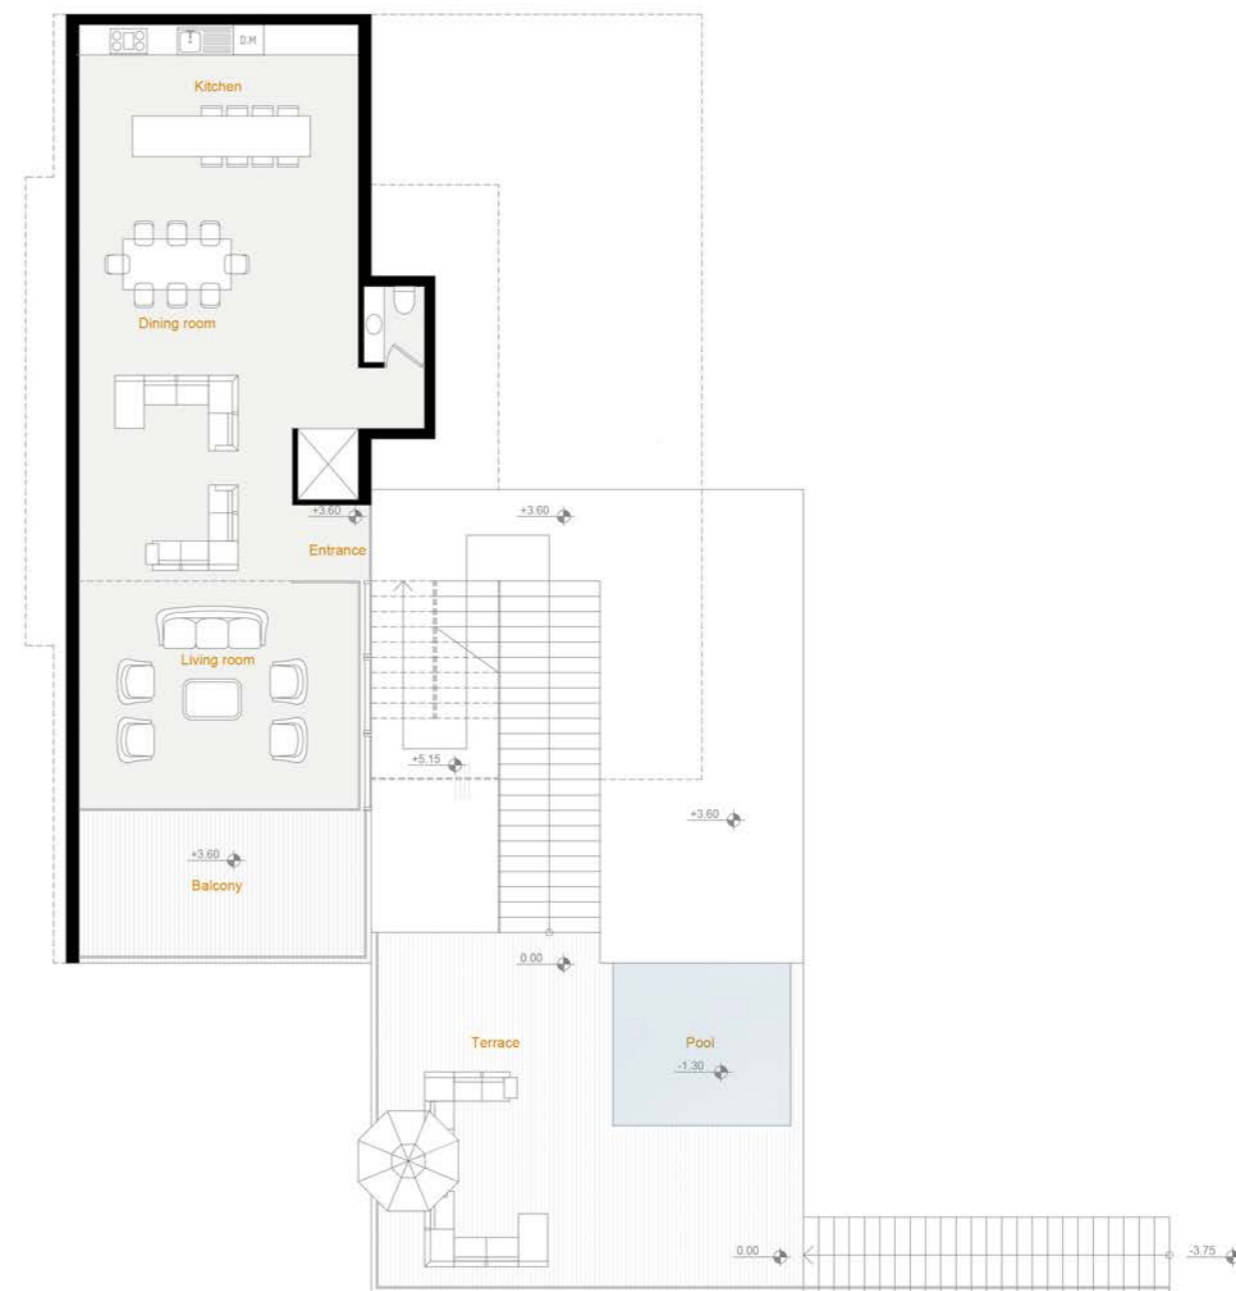 D.M
Kitchen
Dining room
+3.60
+3.60
Entrance
Living room
+5.15
+3.60
+3.60
Balcony
0.00
Terrace
Pool
-1.30
0.00
-3.75